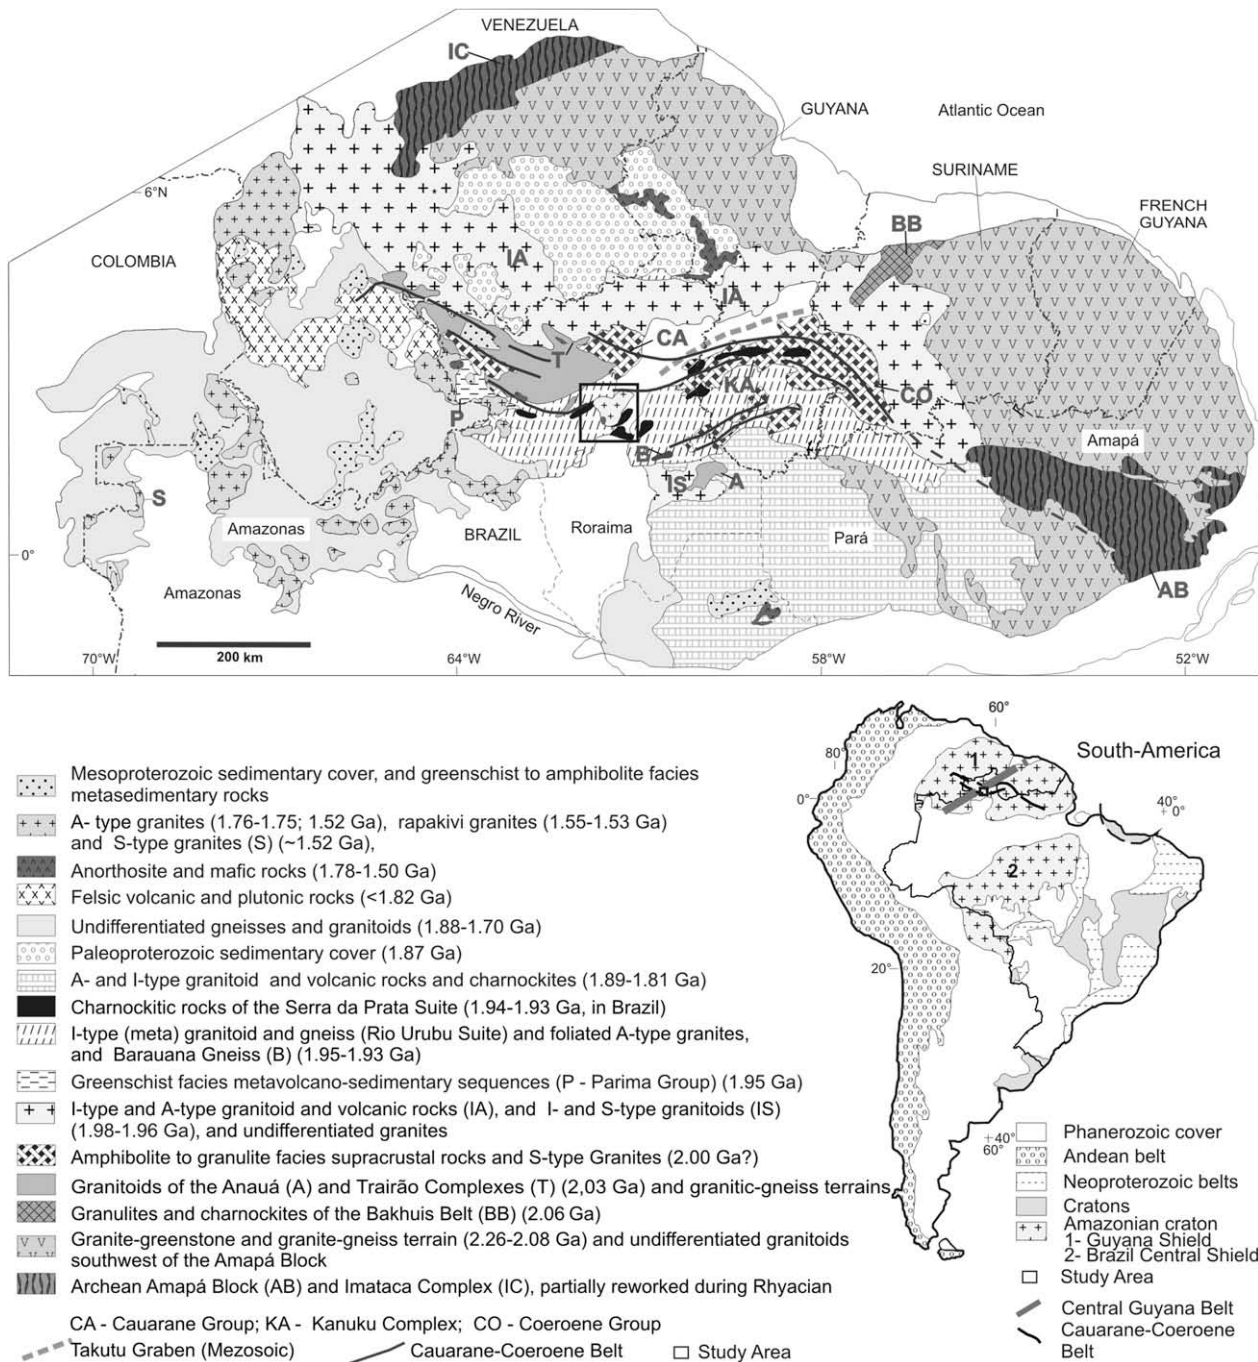 VENEZUELA
IC
GUYANA
Atlantic Ocean
6°N
SURINAME
FRENCH
GUYANA
BB
COLOMBIA
IA
IA
CA
T
KA
CO
P
Amapá
B
IS
A
S
Amazonas
BRAZIL
Roraima
Pará
0°
Amazonas
Negro River
AB
200 km
70°W
64°W
58°W
52°W
Mesoproterozoic sedimentary cover, and greenschist to amphibolite facies
metasedimentary rocks
A- type granites (1.76-1.75; 1.52 Ga), rapakivi granites (1.55-1.53 Ga)
and S-type granites (S) (~1.52 Ga),
Anorthosite and mafic rocks (1.78-1.50 Ga)
Felsic volcanic and plutonic rocks (<1.82 Ga)
Undifferentiated gneisses and granitoids (1.88-1.70 Ga)
Paleoproterozoic sedimentary cover (1.87 Ga)
A- and I-type granitoid and volcanic rocks and charnockites (1.89-1.81 Ga)
Charnockitic rocks of the Serra da Prata Suite (1.94-1.93 Ga, in Brazil)
I-type (meta) granitoid and gneiss (Rio Urubu Suite) and foliated A-type granites,
and Barauana Gneiss (B) (1.95-1.93 Ga)
Greenschist facies metavolcano-sedimentary sequences (P - Parima Group) (1.95 Ga)
I-type and A-type granitoid and volcanic rocks (IA), and I- and S-type granitoids (IS)
(1.98-1.96 Ga), and undifferentiated granites
Amphibolite to granulite facies supracrustal rocks and S-type Granites (2.00 Ga?)
Granitoids of the Anauá (A) and Trairão Complexes (T) (2,03 Ga) and granitic-gneiss terrains
Granulites and charnockites of the Bakhuis Belt (BB) (2.06 Ga)
Granite-greenstone and granite-gneiss terrain (2.26-2.08 Ga) and undifferentiated granitoids
southwest of the Amapá Block
Archean Amapá Block (AB) and Imataca Complex (IC), partially reworked during Rhyacian
CA - Cauarane Group; KA - Kanuku Complex; CO - Coeroene Group
Takutu Graben (Mezosoic)
Cauarane-Coeroene Belt
Study Area
60°
South-America
80°
1
0°
40°
0°
2
20°
40°
60°
Phanerozoic cover
Andean belt
Neoproterozoic belts
Cratons
Amazonian craton
1- Guyana Shield
2- Brazil Central Shield
Study Area
Central Guyana Belt
Cauarane-Coeroene
Belt